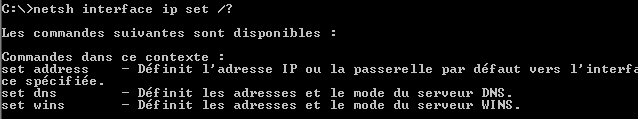 C:\>netsh interface ip set /?
Les commandes suivantes sont disponibles :
Commandes dans ce contexte :
set address    - Définit l'adresse IP ou la passerelle par défaut vers l'interfa
ce spécifiée.
set dns        - Définit les adresses et le mode du serveur DNS.
set wins       - Définit les adresses et le mode du serveur WINS.